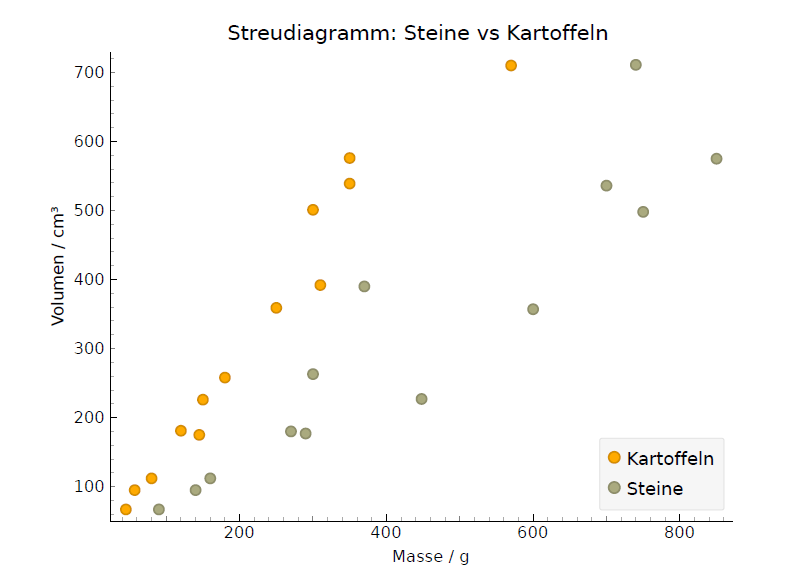 Streudiagramm: Steine vs Kartoffeln
700
600
500
400
300
200
100
Volumen / cm³
200 400 600 800
Masse / g
Kartoffeln
Steine